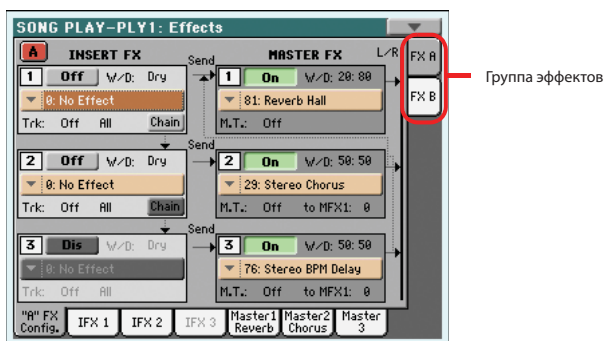 SONG PLAY-PLY1: Effects
A INSERT FX Send MASTER FX L/R FX A
1 Off W/D: Dry 1 On W/D: 20:80
0: No Effect 81: Reverb Hall FX B
Trk: Off All Chain M.T.: Off
Группа эффектов
Send
2 Off W/D: Dry 2 On W/D: 50:50
0: No Effect 29: Stereo Chorus
Trk: Off All Chain M.T.: Off to MFX1: 0
Send
3 Dis W/D: Dry 3 On W/D: 50:50
0: No Effect 76: Stereo BPM Delay
Trk: Off All M.T.: Off to MFX1: 0
"A" FX Config. IFX 1 IFX 2 IFX 3 Master1 Reverb Master2 Chorus Master 3